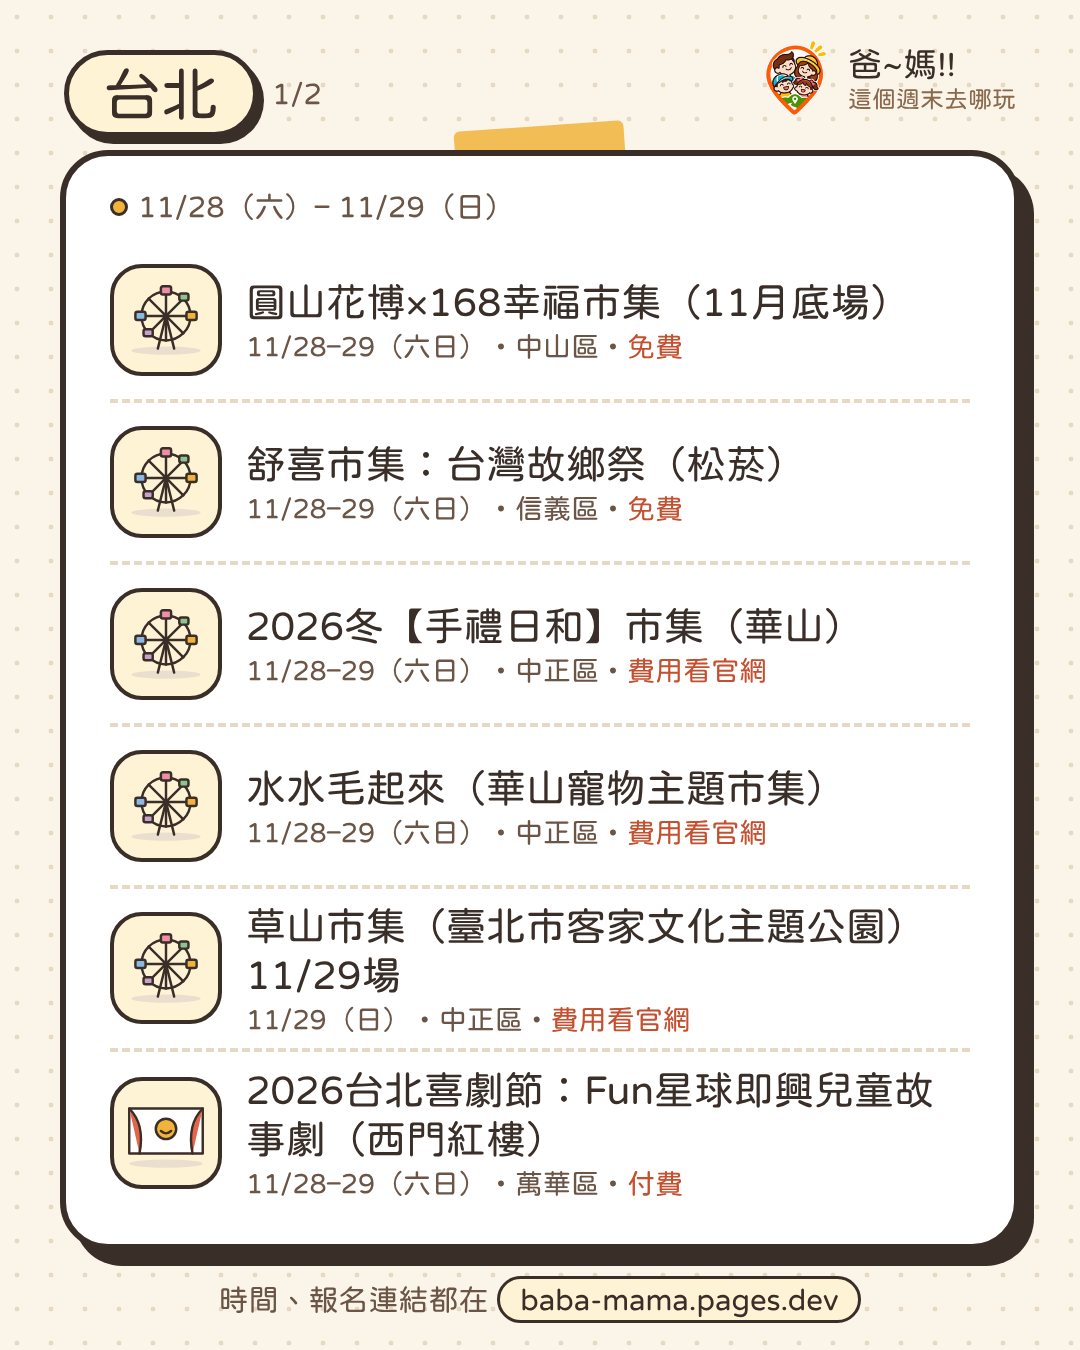 台北
1/2
爸~媽!!
這個週末去哪玩
11/28（六）– 11/29（日）
圓山花博×168幸福市集（11月底場）
11/28–29（六日）・中山區・免費
舒喜市集：台灣故鄉祭（松菸）
11/28–29（六日）・信義區・免費
2026冬【手禮日和】市集（華山）
11/28–29（六日）・中正區・費用看官網
水水毛起來（華山寵物主題市集）
11/28–29（六日）・中正區・費用看官網
草山市集（臺北市客家文化主題公園）
11/29場
11/29（日）・中正區・費用看官網
2026台北喜劇節：Fun星球即興兒童故
事劇（西門紅樓）
11/28–29（六日）・萬華區・付費
時間、報名連結都在 baba-mama.pages.dev